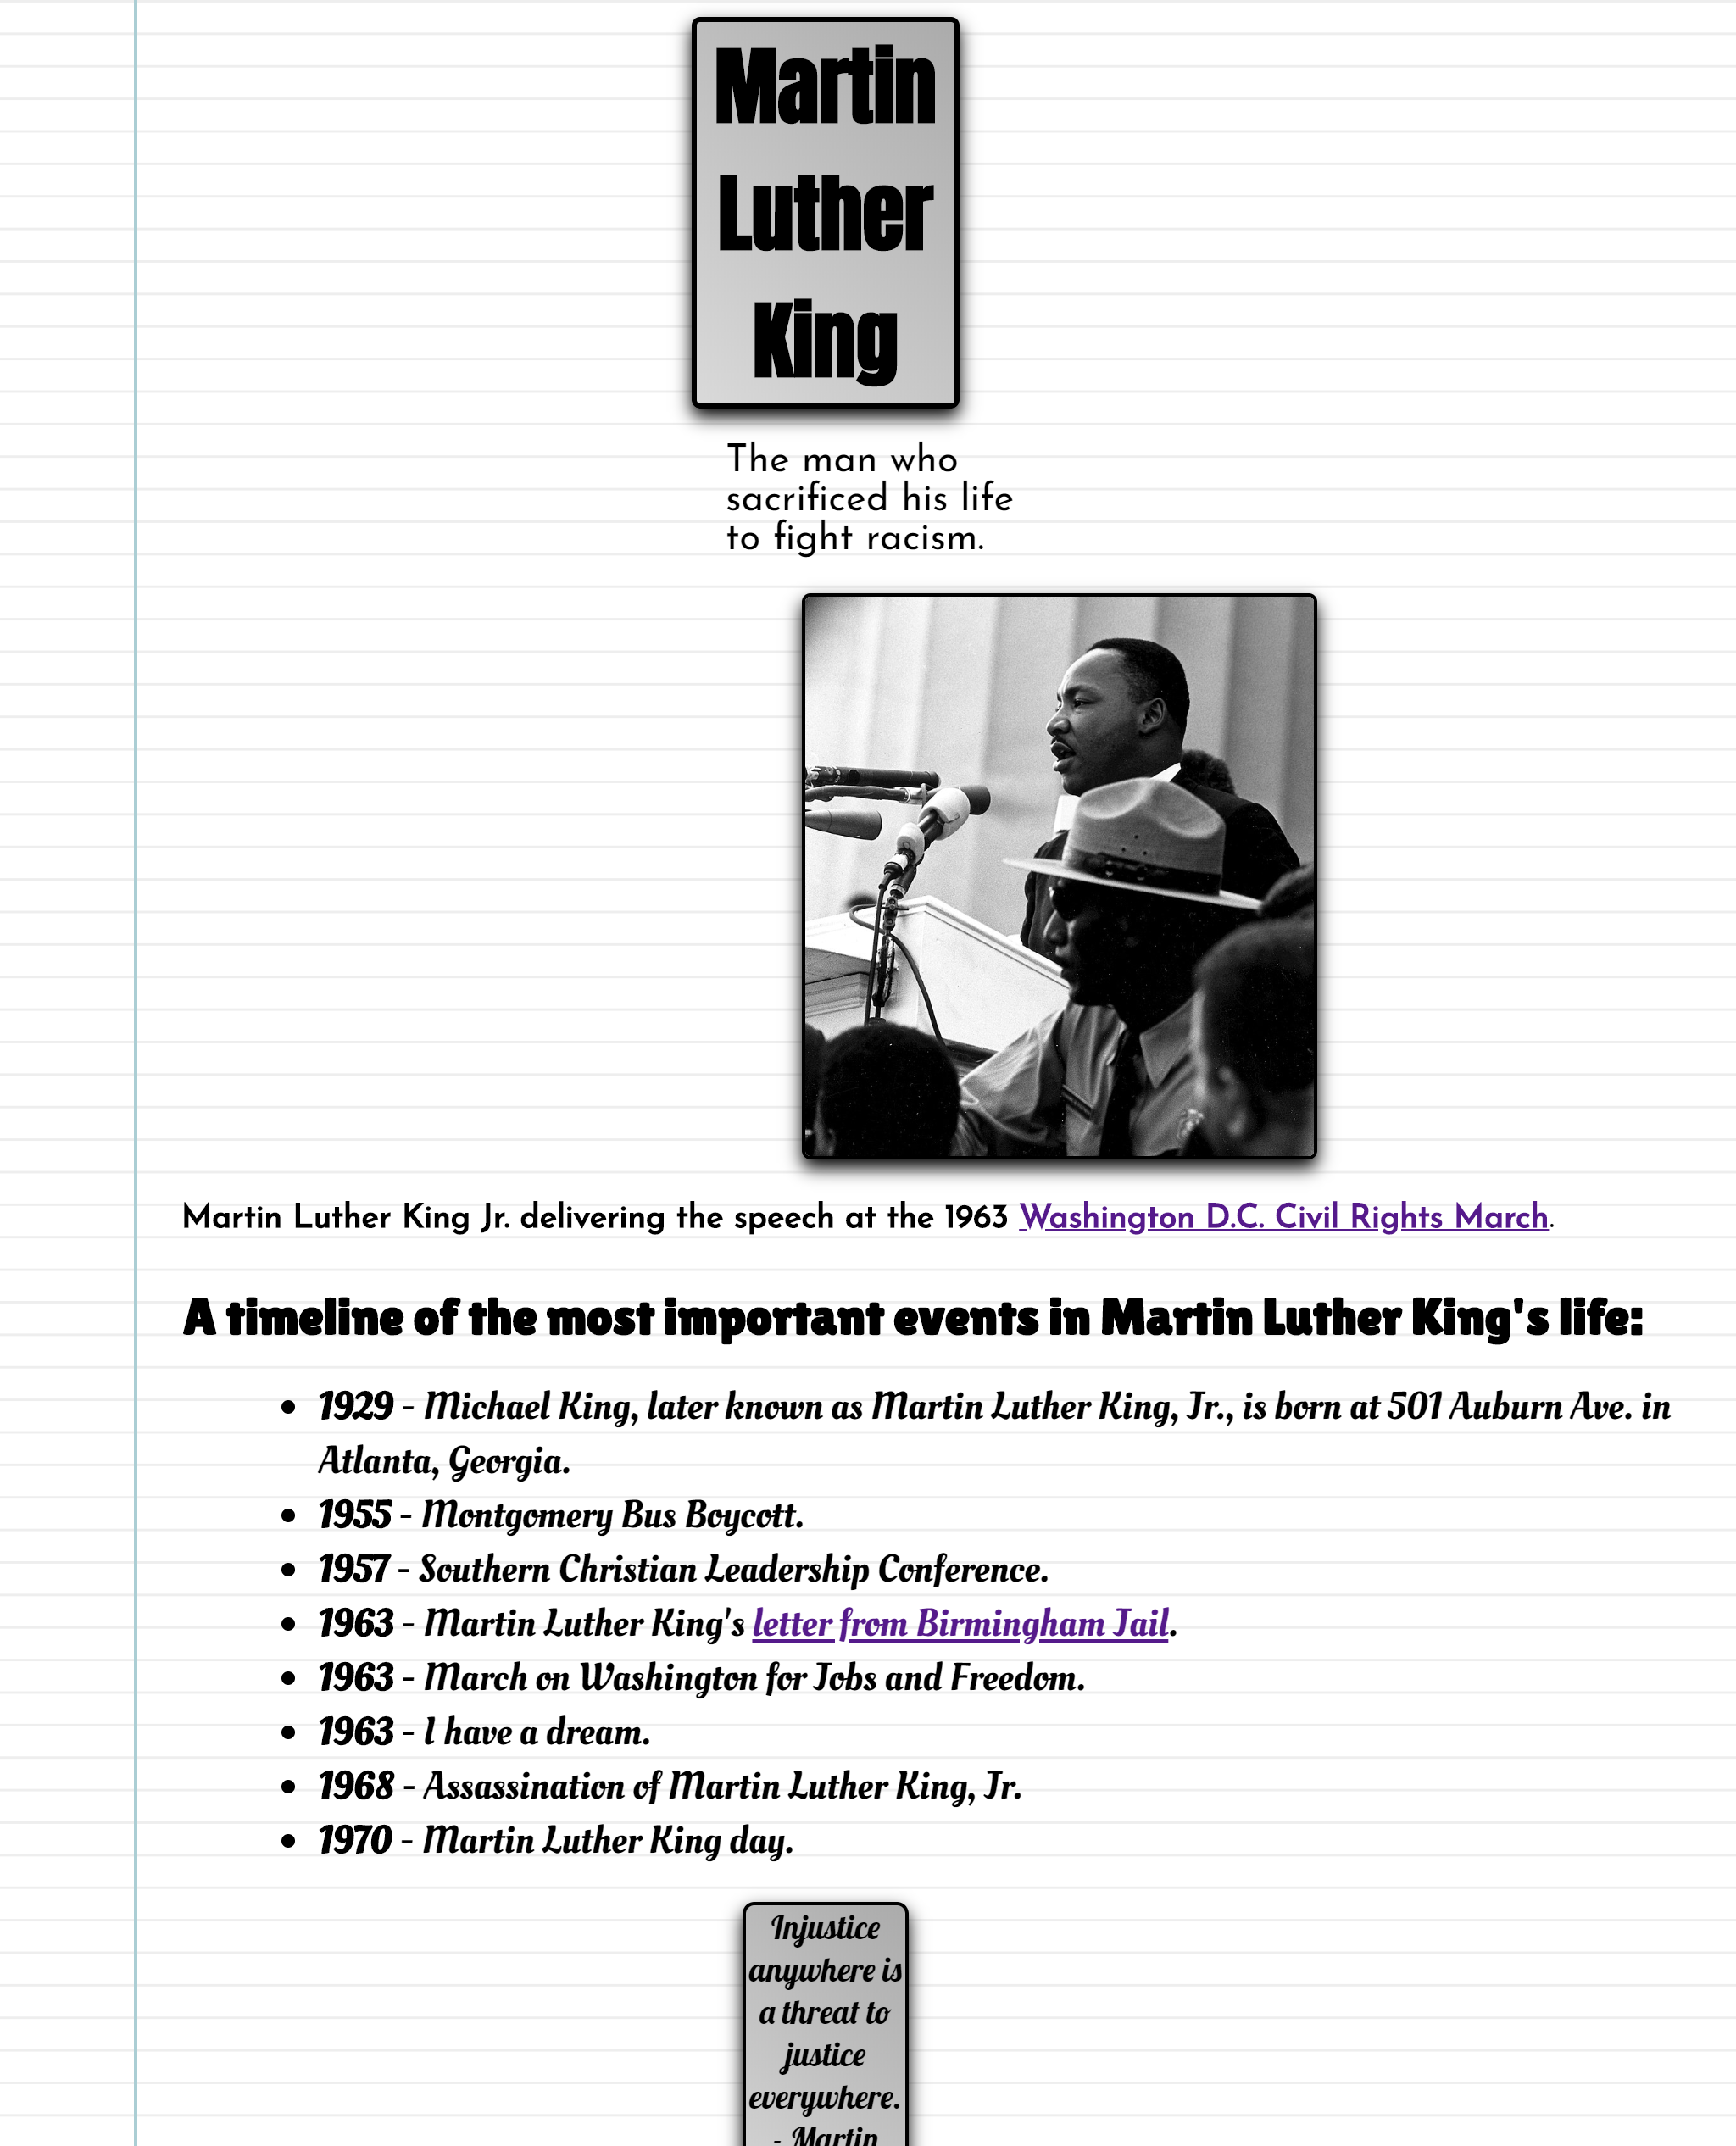 Martin
Luther
King
The man who
sacrificed his life
to fight racism.
Martin Luther King Jr. delivering the speech at the 1963 Washington D.C. Civil Rights March.
A timeline of the most important events in Martin Luther King's life:
• 1929 - Michael King, later known as Martin Luther King, Jr., is born at 501 Auburn Ave. in
Atlanta, Georgia.
• 1955 - Montgomery Bus Boycott.
• 1957 - Southern Christian Leadership Conference.
• 1963 - Martin Luther King's letter from Birmingham Jail.
• 1963 - March on Washington for Jobs and Freedom.
• 1963 - I have a dream.
• 1968 - Assassination of Martin Luther King, Jr.
• 1970 - Martin Luther King day.
Injustice
anywhere is
a threat to
justice
everywhere.
- Martin